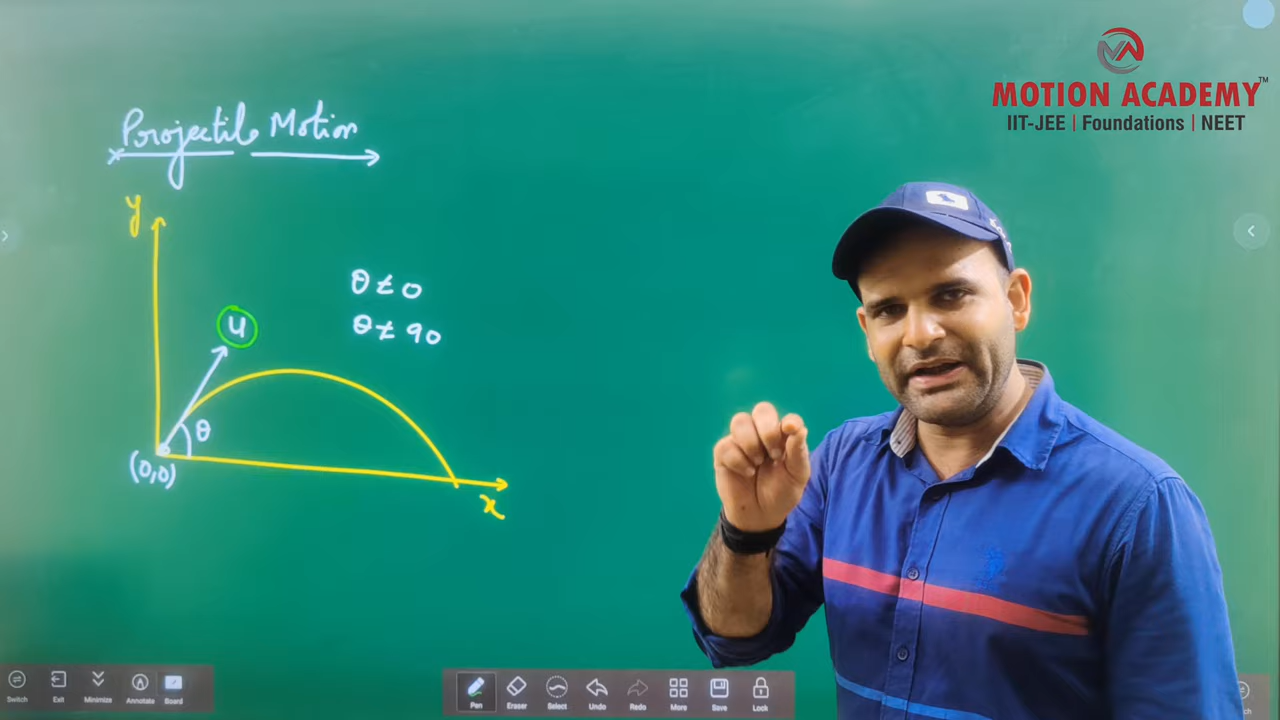 MOTION ACADEMY™
IIT-JEE | Foundations | NEET
Projectile Motion
y
θ ≠ 0
θ ≠ 90
u
θ
(0,0)
x
Switch
Exit
Minimize
Annotate
Board
Pen
Eraser
Select
Undo
Redo
More
Save
Lock